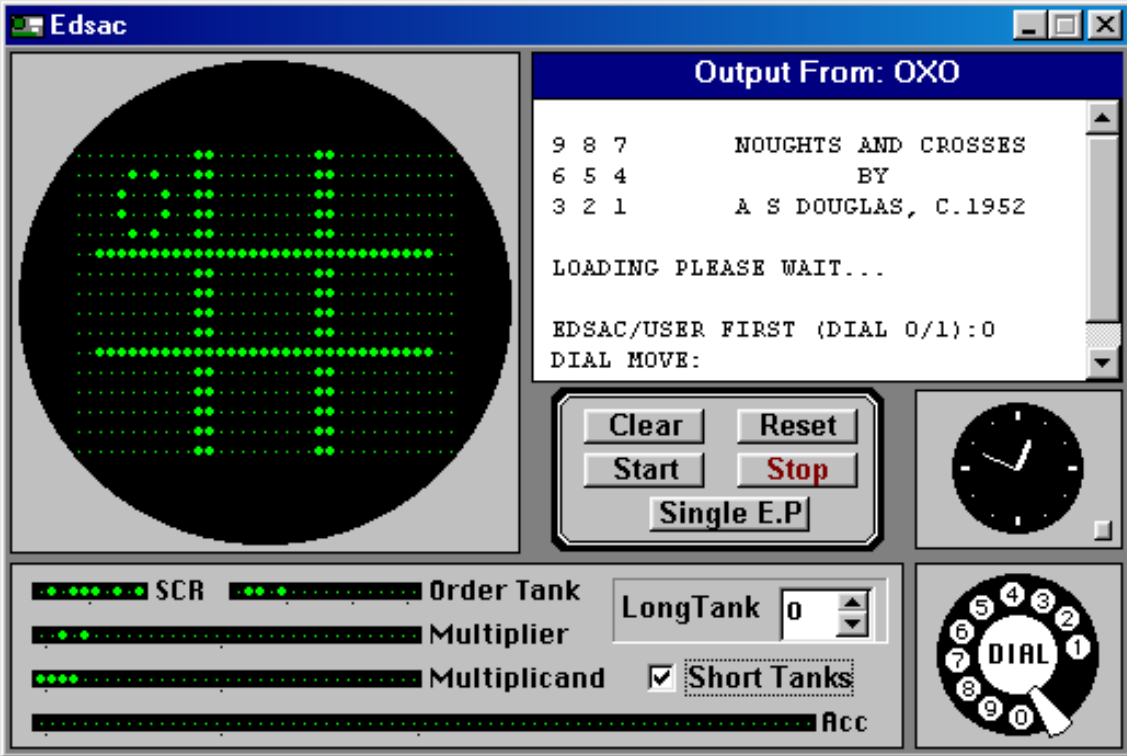 Edsac
Output From: OXO
9 8 7 NOUGHTS AND CROSSES
6 5 4 BY
3 2 1 A S DOUGLAS, C.1952
LOADING PLEASE WAIT...
EDSAC/USER FIRST (DIAL 0/1):0
DIAL MOVE:
Clear Reset
Start Stop
Single E.P
SCR Order Tank
LongTank 0
Multiplier
Multiplicand
Short Tanks
Acc
4 3 2 1 5 6 7 8 9 0
DIAL